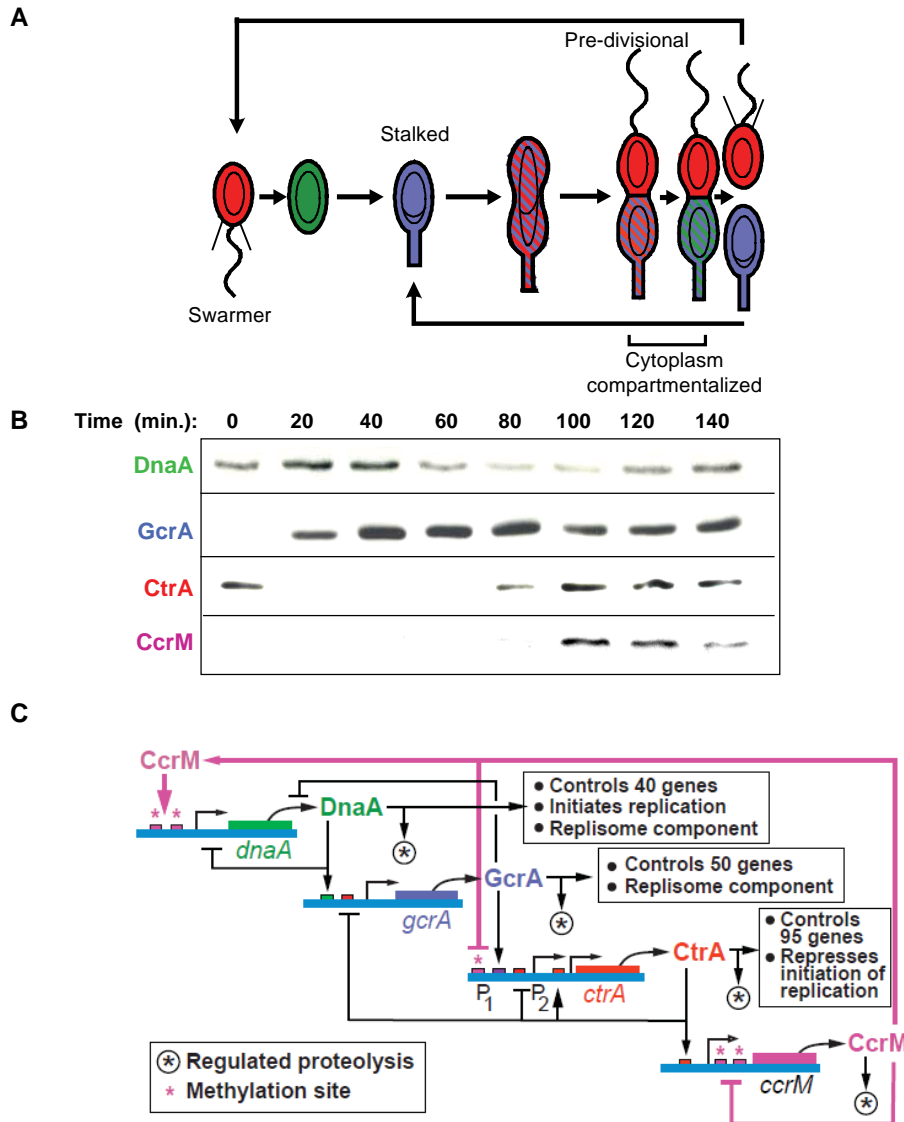 A
Pre-divisional
Stalked
Swarmer
Cytoplasm
compartmentalized
B
Time (min.): 0 20 40 60 80 100 120 140
DnaA
GcrA
CtrA
CcrM
C
CcrM
* *
dnaA
DnaA
*
● Controls 40 genes
● Initiates replication
● Replisome component
gcrA
GcrA
*
● Controls 50 genes
● Replisome component
*
P1
P2
ctrA
CtrA
*
● Controls
95 genes
● Represses
initiation of
replication
* *
ccrM
CcrM
*
* Regulated proteolysis
* Methylation site